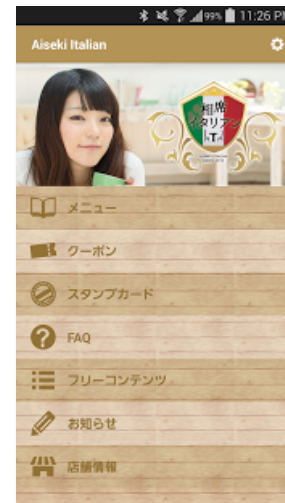 99% 11:26 PM
Aiseki Italian
相席
イタリアン
T
メニュー
クーポン
スタンプカード
FAQ
フリーコンテンツ
お知らせ
店舗情報